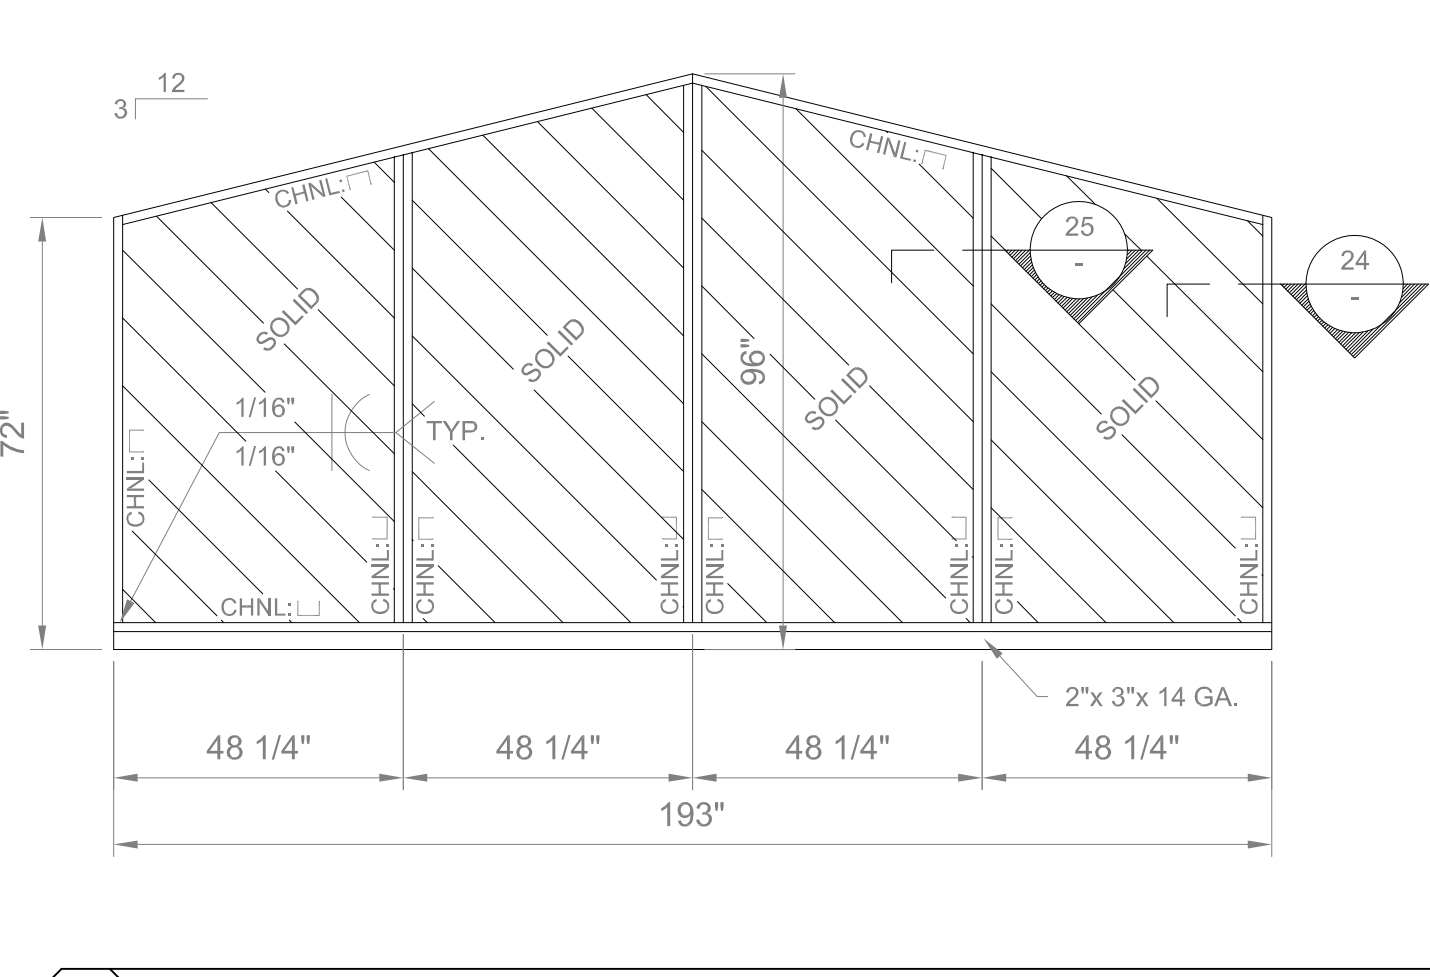 12
3
CHNL:
CHNL:
25
-
24
-
SOLID
SOLID
SOLID
SOLID
96"
72"
1/16"
1/16"
TYP.
CHNL:
CHNL:
CHNL:
CHNL:
CHNL:
CHNL:
CHNL:
CHNL:
CHNL:
2"x 3"x 14 GA.
48 1/4"
48 1/4"
48 1/4"
48 1/4"
193"